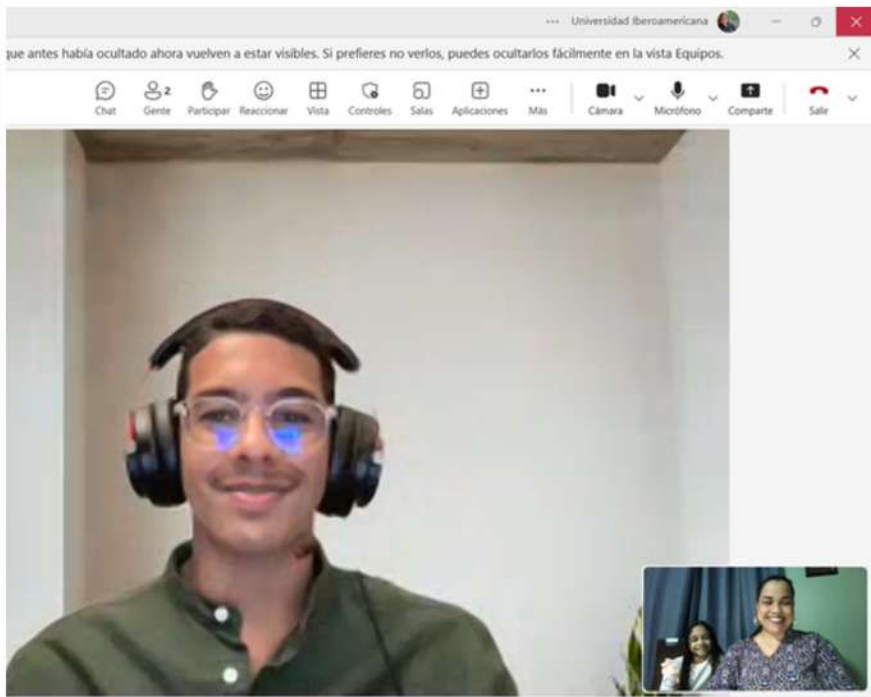 Universidad Iberoamericana
que antes había ocultado ahora vuelven a estar visibles. Si prefieres no verlos, puedes ocultarlos fácilmente en la vista Equipos.
2
Chat Gente Participar Reaccionar Vista Controles Salas Aplicaciones Más Cámara Micrófono Comparte Salir